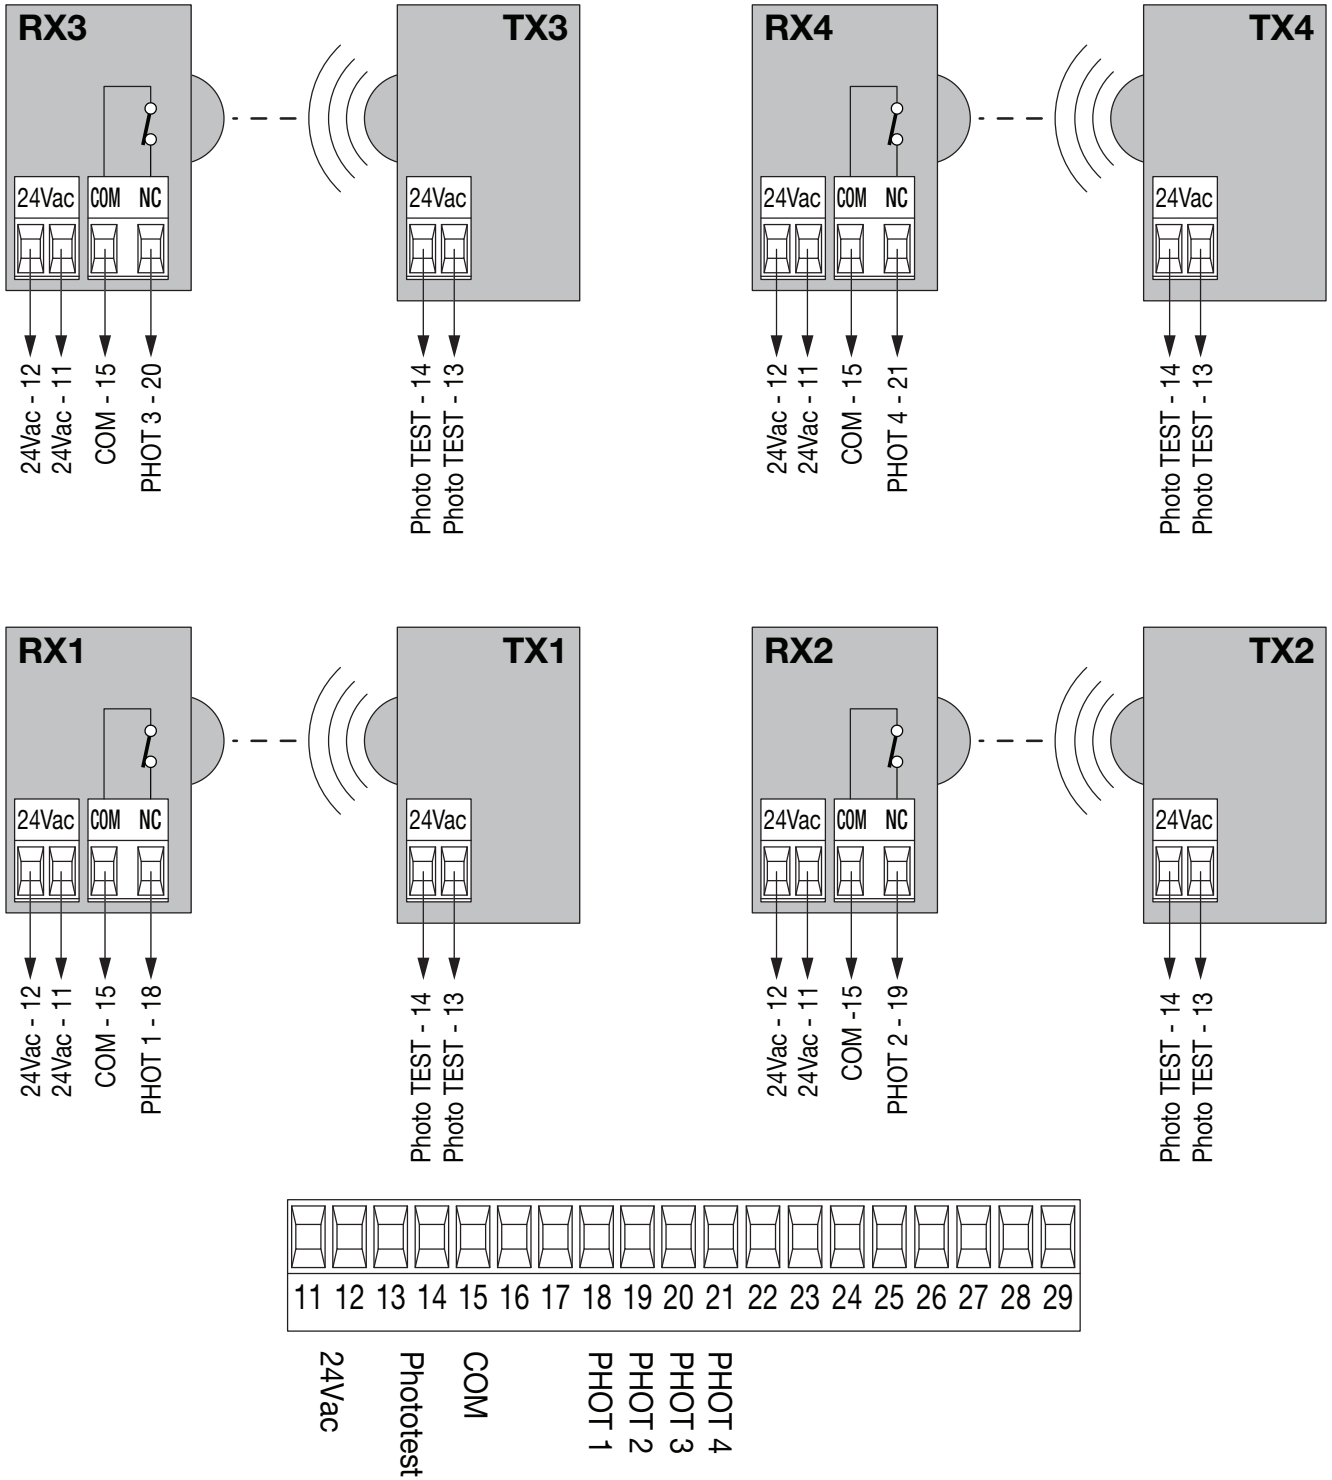 RX3
TX3
RX4
TX4
24Vac COM NC
24Vac
24Vac COM NC
24Vac
24Vac - 12
24Vac - 11
COM - 15
PHOT 3 - 20
Photo TEST - 14
Photo TEST - 13
24Vac - 12
24Vac - 11
COM - 15
PHOT 4 - 21
Photo TEST - 14
Photo TEST - 13
RX1
TX1
RX2
TX2
24Vac COM NC
24Vac
24Vac COM NC
24Vac
24Vac - 12
24Vac - 11
COM - 15
PHOT 1 - 18
Photo TEST - 14
Photo TEST - 13
24Vac - 12
24Vac - 11
COM -15
PHOT 2 - 19
Photo TEST - 14
Photo TEST - 13
11 12 13 14 15 16 17 18 19 20 21 22 23 24 25 26 27 28 29
24Vac
Phototest
COM
PHOT 1
PHOT 2
PHOT 3
PHOT 4